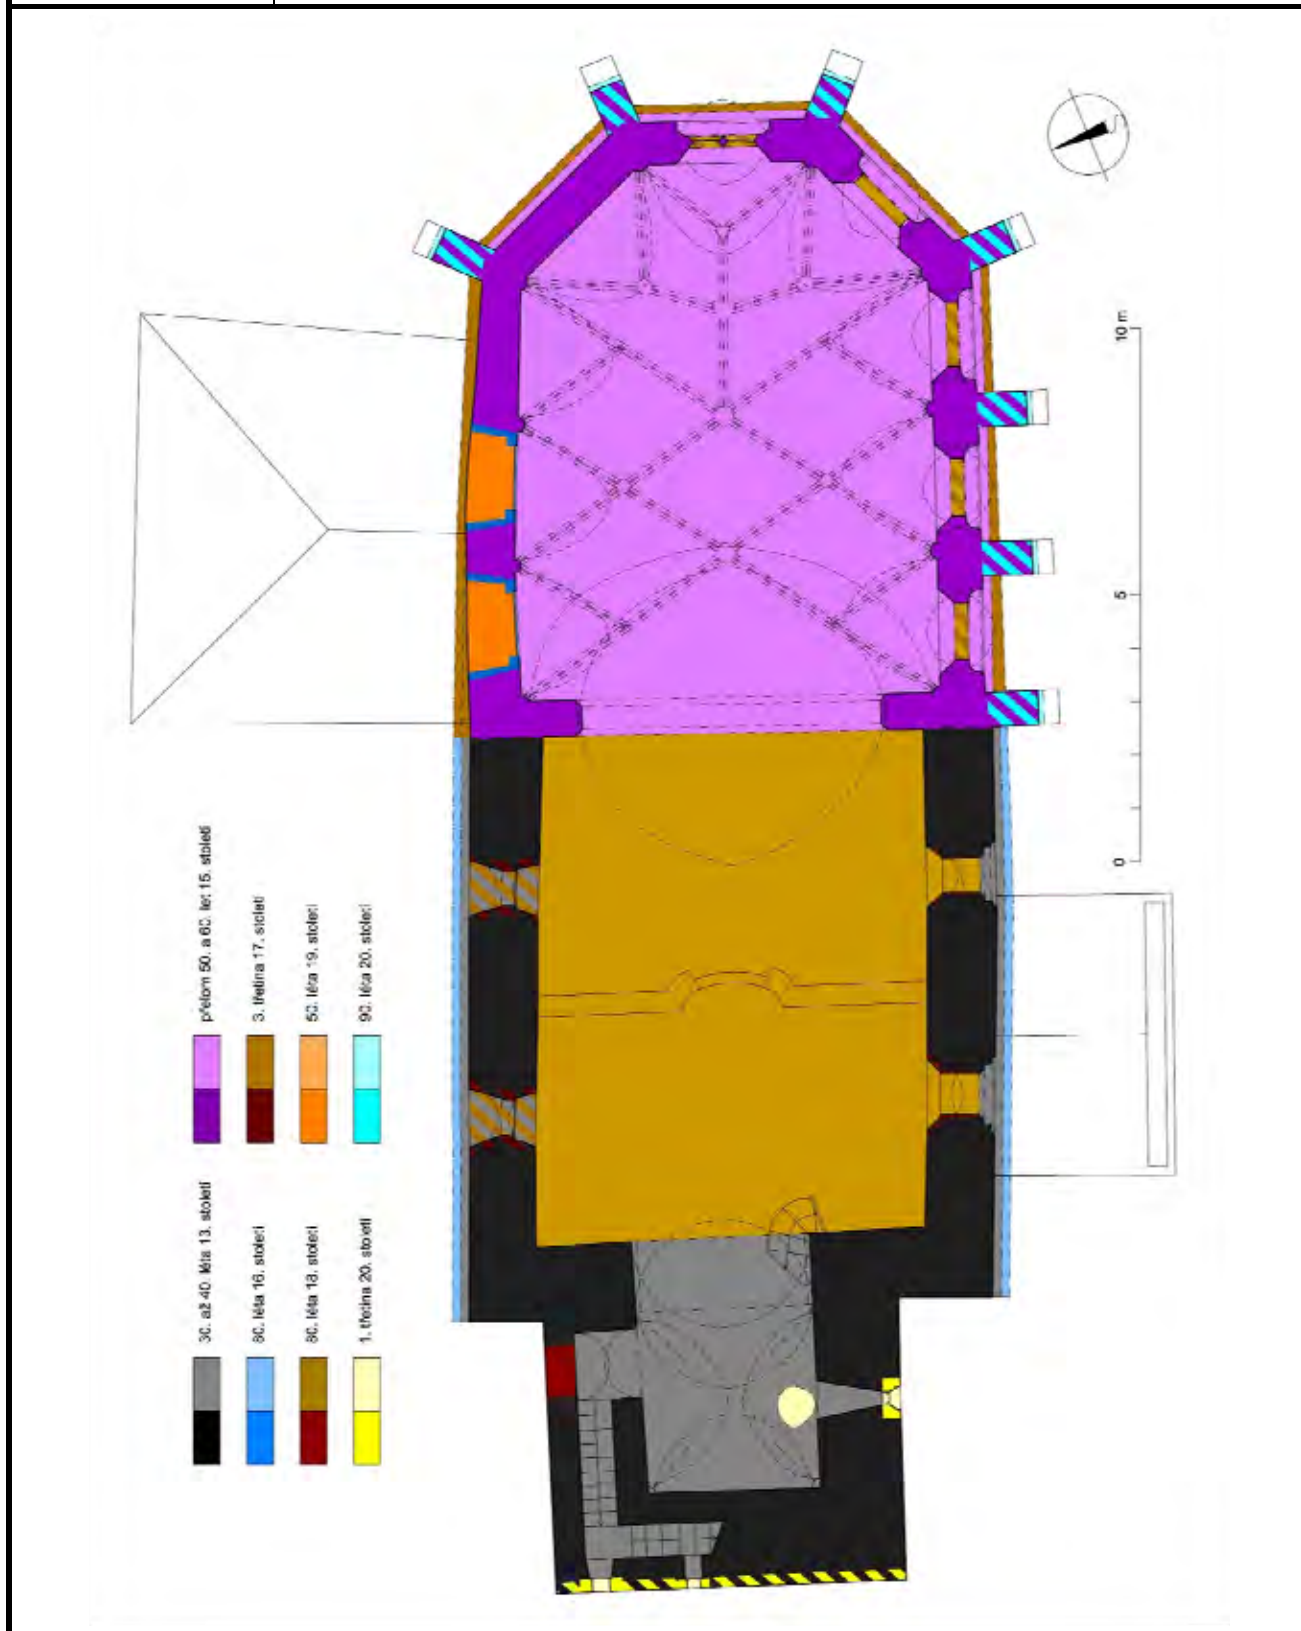 30. až 40. léta 13. století
80. léta 16. století
80. léta 18. století
1. třetina 20. století
přelom 50. a 60. let 15. století
3. třetina 17. století
50. léta 19. století
90. léta 20. století
0
5
10 m